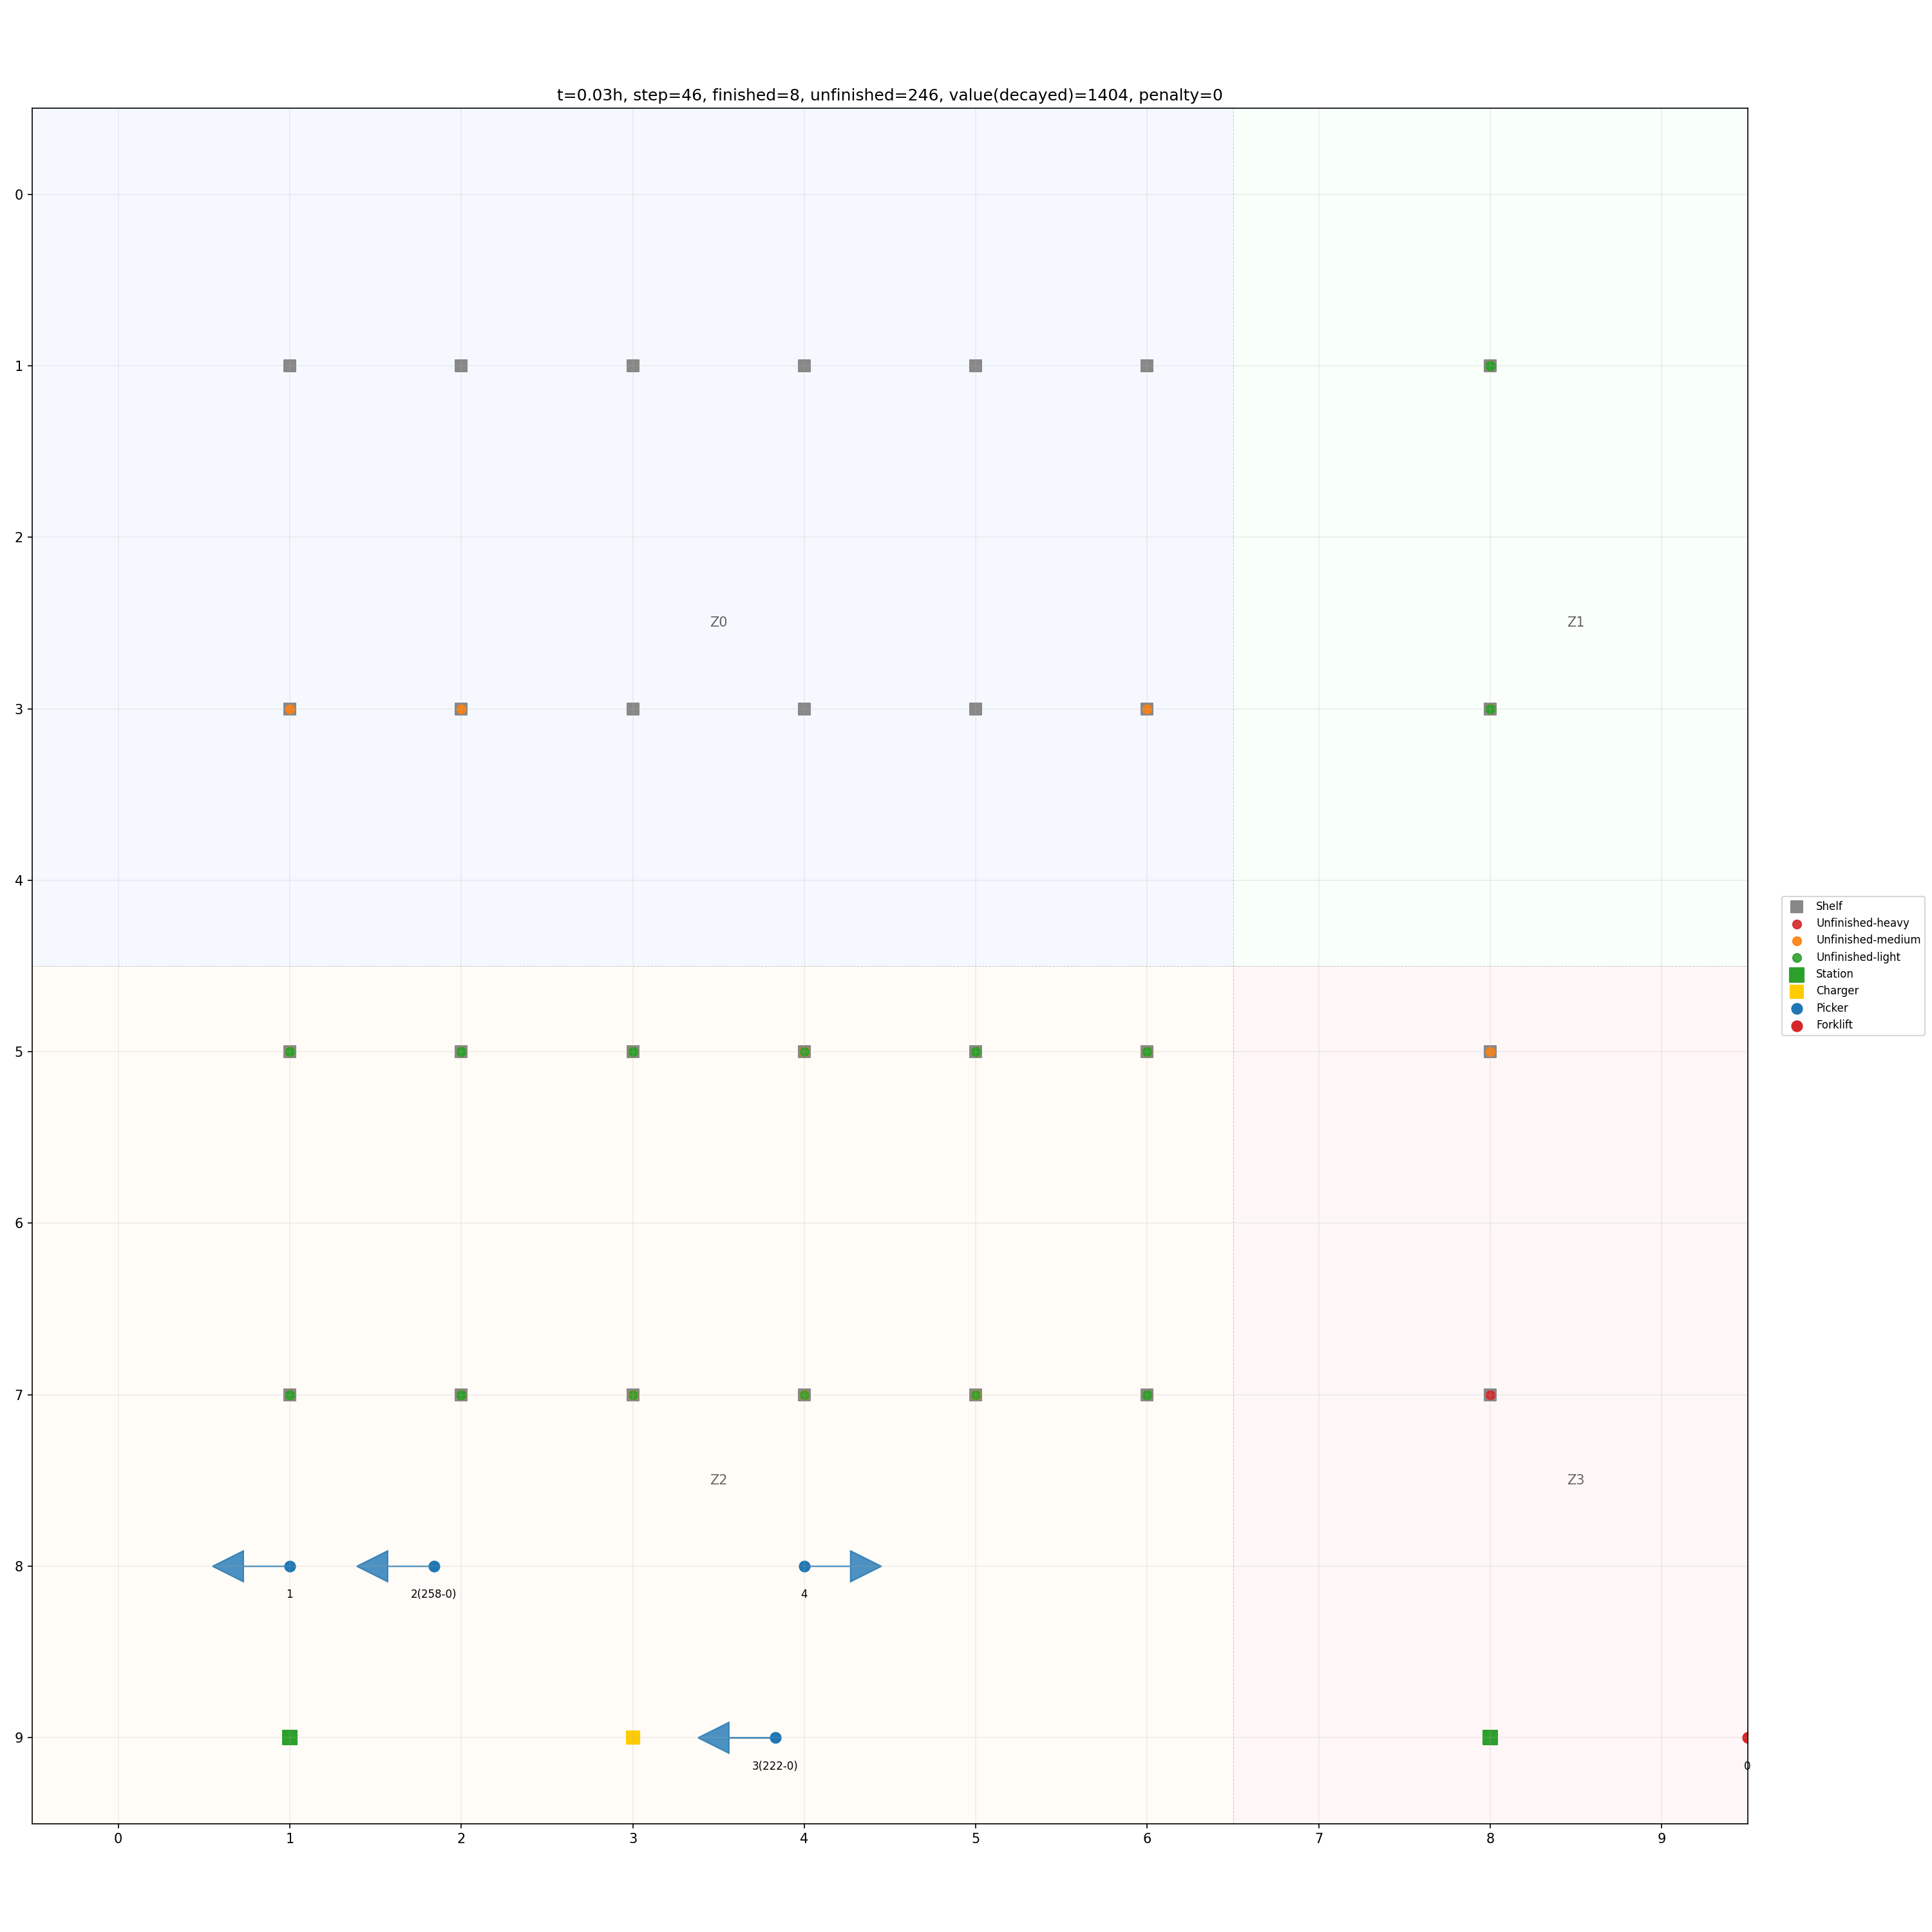 t=0.03h, step=46, finished=8, unfinished=246, value(decayed)=1404, penalty=0
0
1
2
Z0 Z1
3
4
Shelf
Unfinished-heavy
Unfinished-medium
Unfinished-light
Station
Charger
Picker
Forklift
5
6
7
Z2 Z3
8
1 2(258-0) 4
9
3(222-0) 0
0 1 2 3 4 5 6 7 8 9